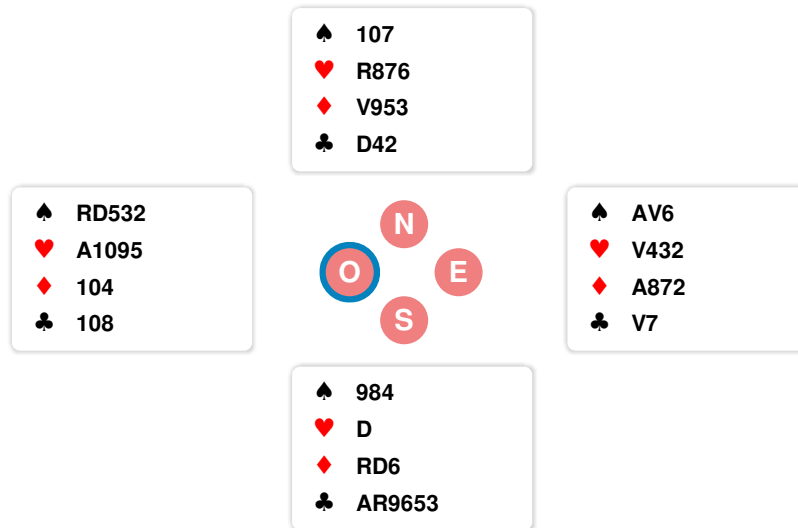 ♠ 107
♥ R876
♦ V953
♣ D42
♠ RD532
♥ A1095
♦ 104
♣ 108
N
O E
S
♠ AV6
♥ V432
♦ A872
♣ V7
♠ 984
♥ D
♦ RD6
♣ AR9653